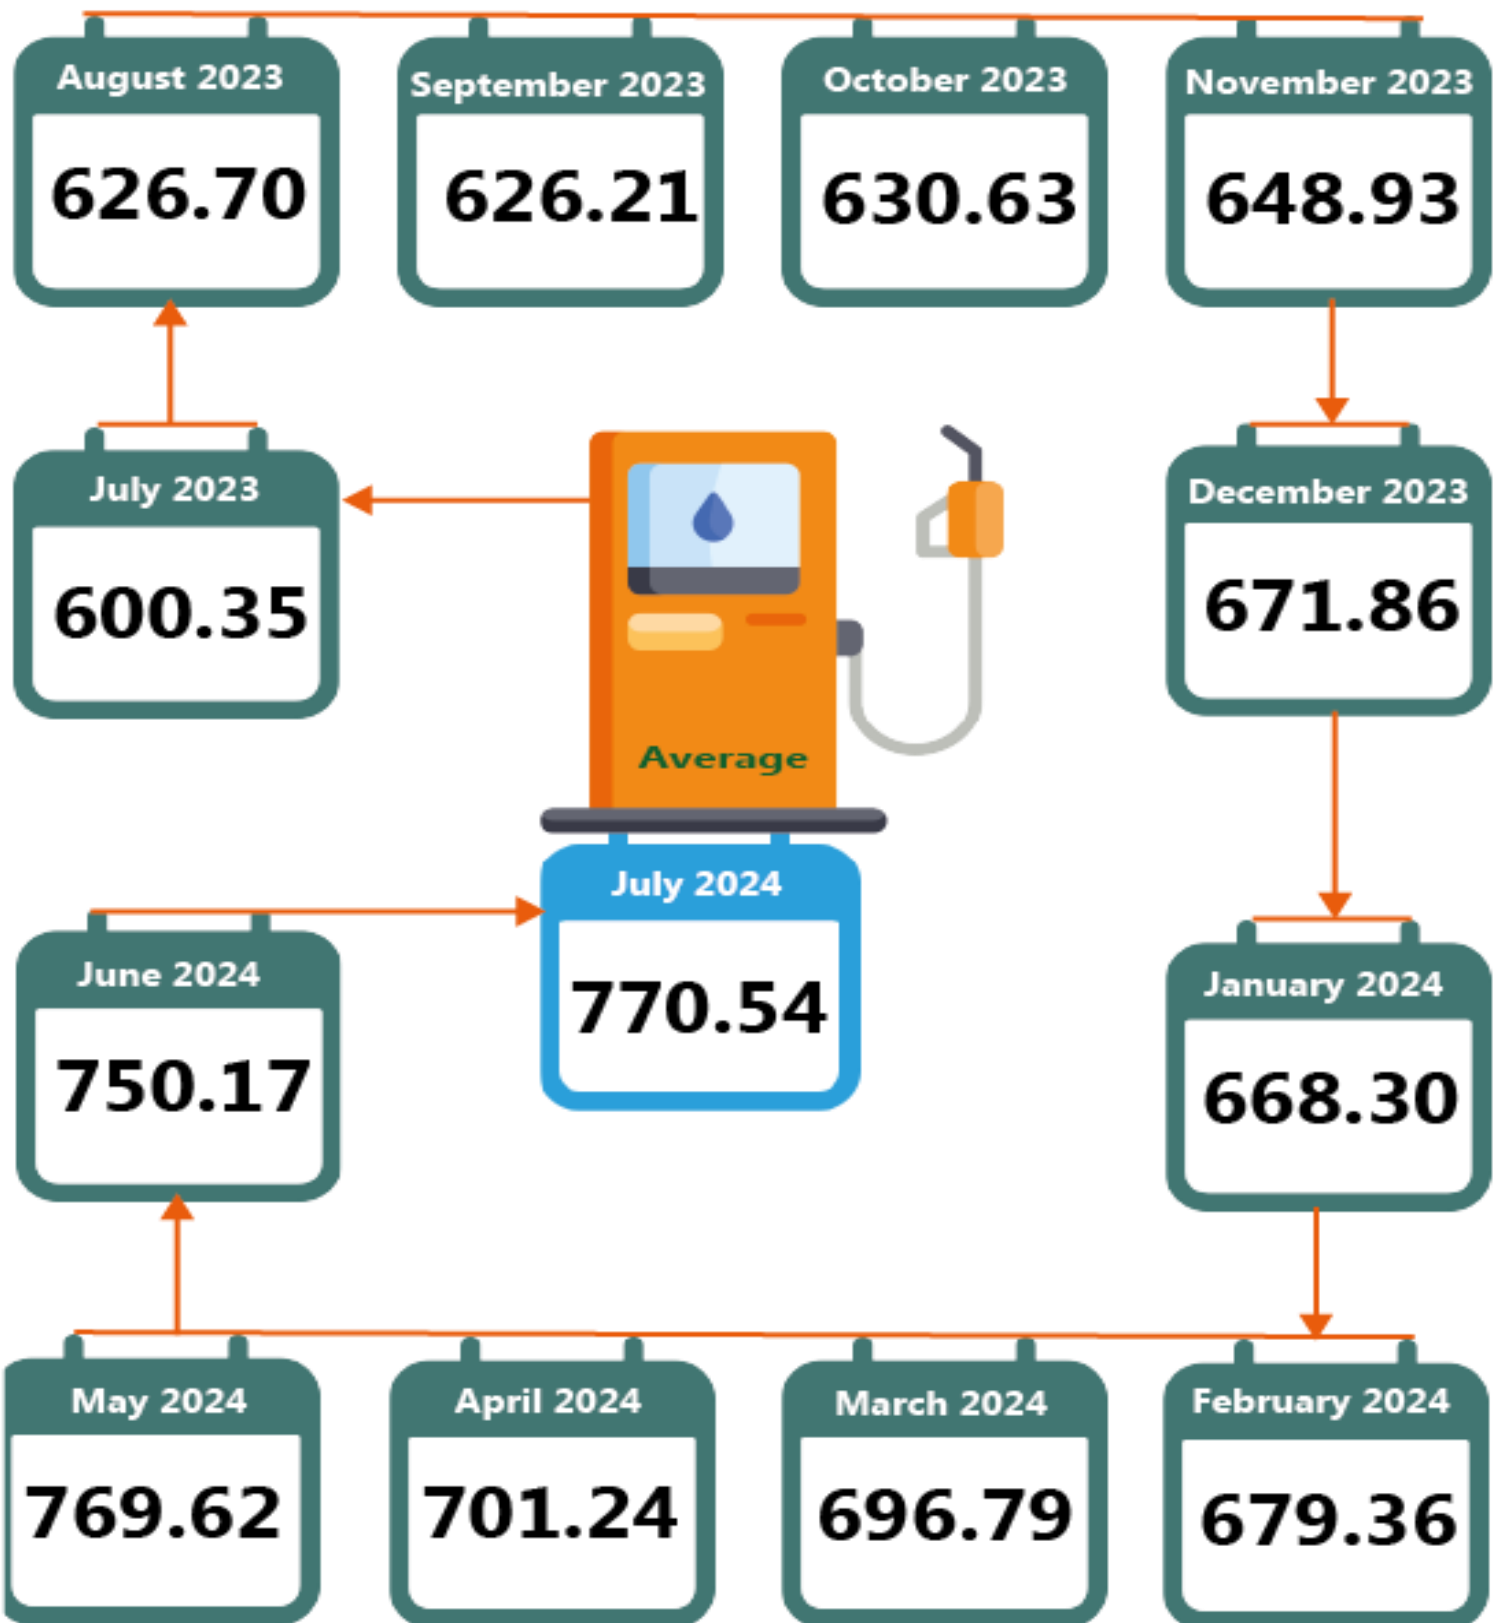 August 2023
626.70
September 2023
626.21
October 2023
630.63
November 2023
648.93
July 2023
600.35
December 2023
671.86
Average
July 2024
770.54
June 2024
750.17
January 2024
668.30
May 2024
769.62
April 2024
701.24
March 2024
696.79
February 2024
679.36